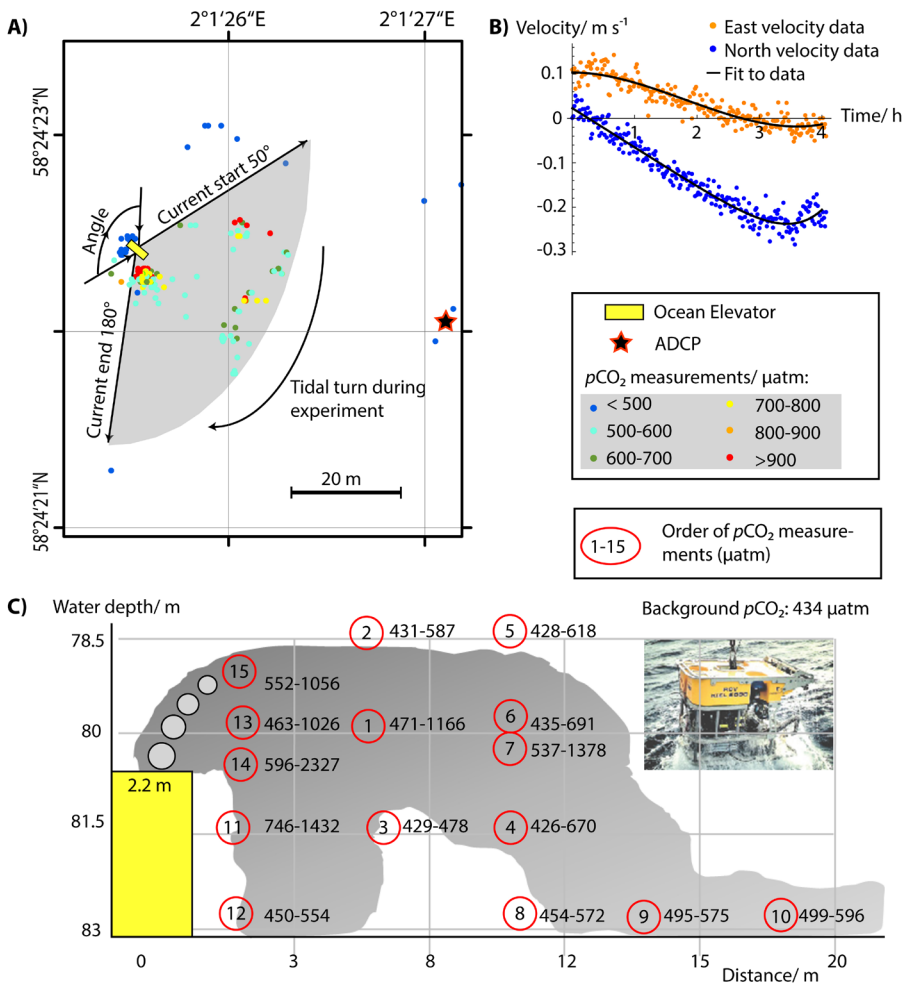 A)
2°1'26"E
2°1'27"E
58°24'23"N
58°24'21"N
Current start 50°
Angle
Current end 180°
Tidal turn during
experiment
20 m
B)
Velocity/ m s⁻¹
East velocity data
North velocity data
Fit to data
Time/ h
0.1
0
-0.1
-0.2
-0.3
1
2
3
4
Ocean Elevator
ADCP
pCO₂ measurements/ µatm:
< 500
700-800
500-600
800-900
600-700
>900
1-15
Order of pCO₂ measure-
ments (µatm)
C)
Water depth/ m
Background pCO₂: 434 µatm
78.5
80
81.5
83
2 431-587
5 428-618
15 552-1056
13 463-1026
1 471-1166
6 435-691
7 537-1378
14 596-2327
2.2 m
11 746-1432
3 429-478
4 426-670
12 450-554
8 454-572
9 495-575
10 499-596
0
3
8
12
15
20
Distance/ m
ROV